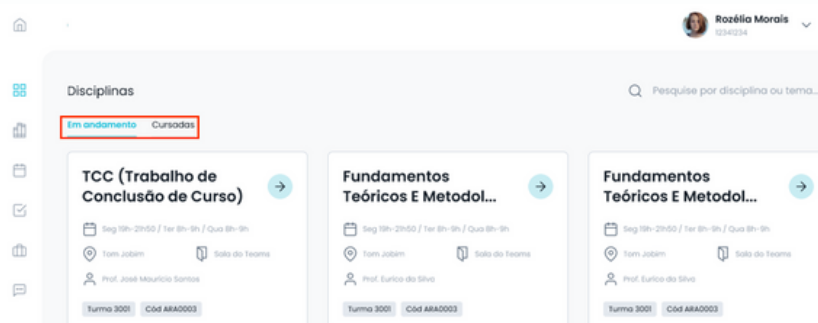 Rozélia Morais
12341234
Disciplinas
Pesquise por disciplina ou tema...
Em andamento Cursadas
TCC (Trabalho de
Conclusão de Curso)
Seg 19h-21h50 / Ter 8h-9h / Qua 8h-9h
Tom Jobim Sala do Teams
Prof. José Maurício Santos
Turma 3001 Cód ARA0003
Fundamentos
Teóricos E Metodol...
Seg 19h-21h50 / Ter 8h-9h / Qua 8h-9h
Tom Jobim Sala do Teams
Prof. Eurico da Silva
Turma 3001 Cód ARA0003
Fundamentos
Teóricos E Metodol...
Seg 19h-21h50 / Ter 8h-9h / Qua 8h-9h
Tom Jobim Sala do Teams
Prof. Eurico da Silva
Turma 3001 Cód ARA0003